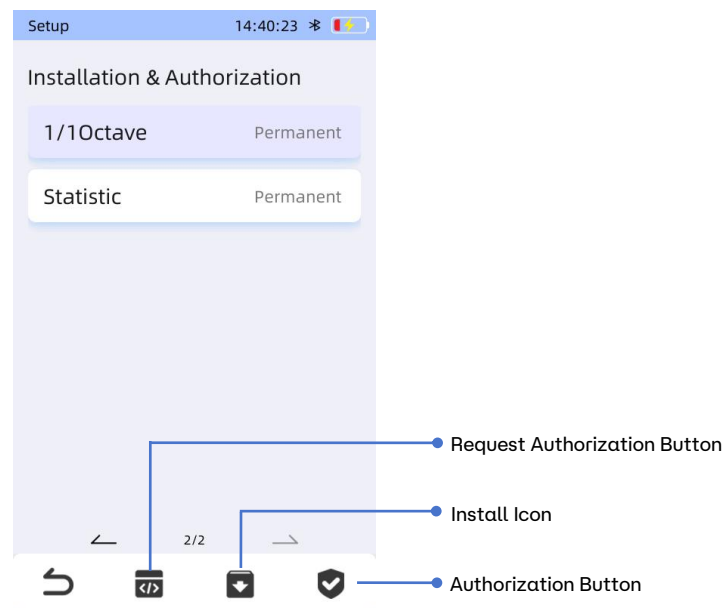 Setup 14:40:23
Installation & Authorization
1/1Octave Permanent
Statistic Permanent
Request Authorization Button
Install Icon
2/2
</>
Authorization Button